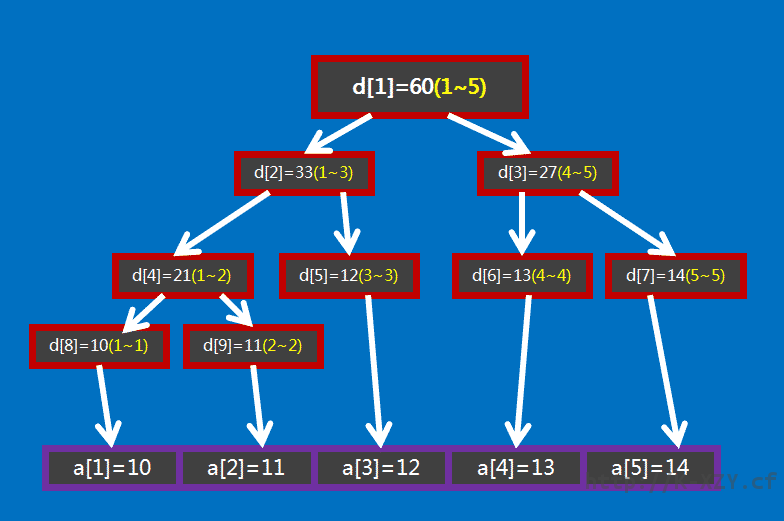 d[1]=60(1~5)
d[2]=33(1~3)
d[3]=27(4~5)
d[4]=21(1~2)
d[5]=12(3~3)
d[6]=13(4~4)
d[7]=14(5~5)
d[8]=10(1~1)
d[9]=11(2~2)
a[1]=10
a[2]=11
a[3]=12
a[4]=13
a[5]=14